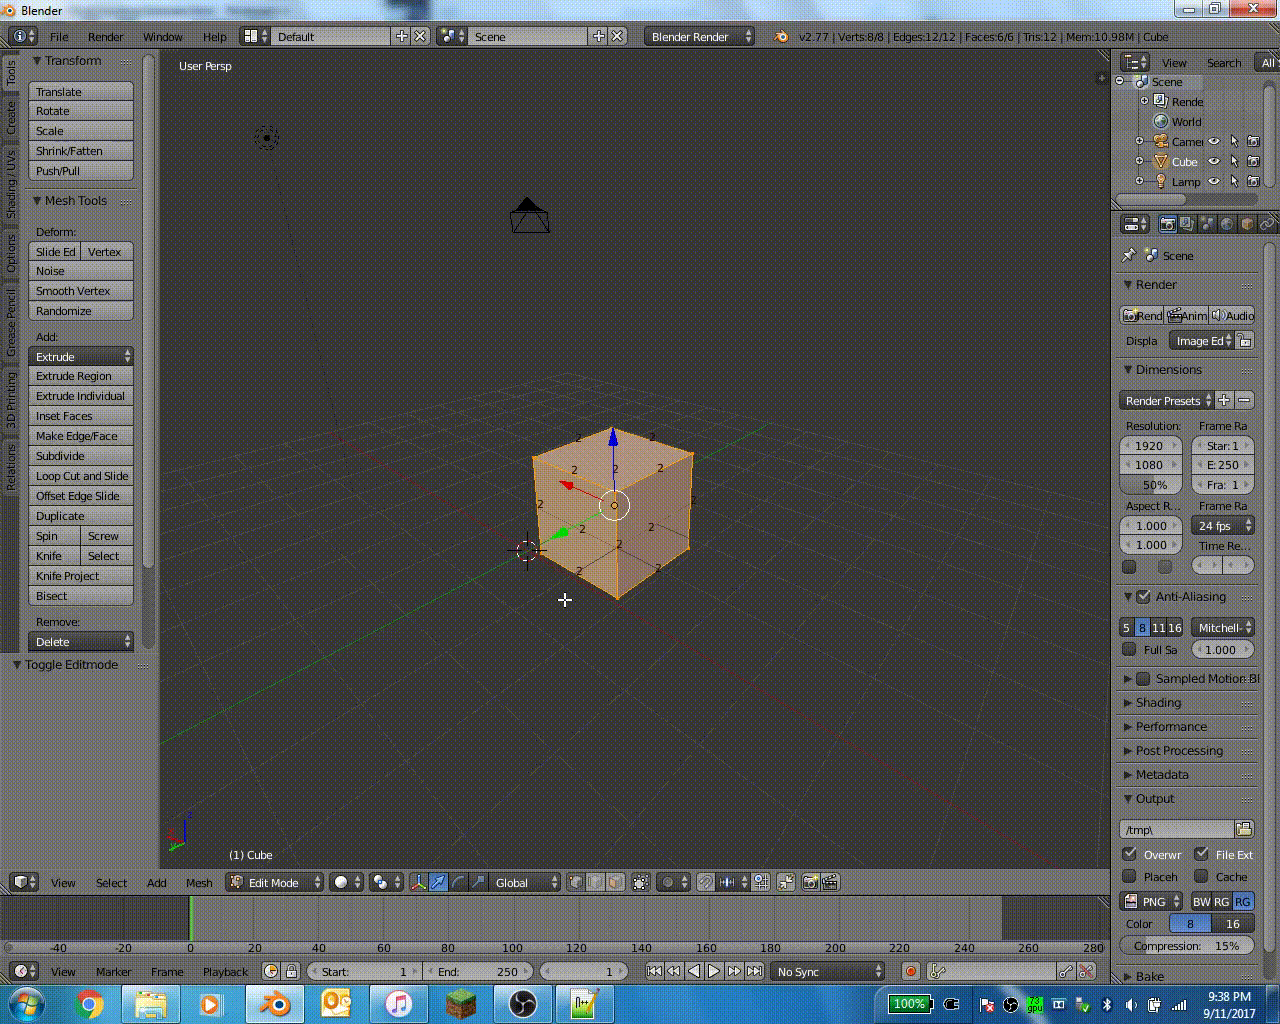 Blender
File Render Window Help Default Scene Blender Render v2.77 | Verts:8/8 | Edges:12/12 | Faces:6/6 | Tris:12 | Mem:10.98M | Cube
Tools
Create
Shading / UVs
Options
Grease Pencil
3D Printing
Relations
Transform
Translate
Rotate
Scale
Shrink/Fatten
Push/Pull
Mesh Tools
Deform:
Slide Ed Vertex
Noise
Smooth Vertex
Randomize
Add:
Extrude
Extrude Region
Extrude Individual
Inset Faces
Make Edge/Face
Subdivide
Loop Cut and Slide
Offset Edge Slide
Duplicate
Spin Screw
Knife Select
Knife Project
Bisect
Remove:
Delete
Toggle Editmode
User Persp
2 2
2 2 2
2 2
2 2
2
2 2
(1) Cube
View Search All
Scene
Rende
World
Camer
Cube
Lamp
Scene
Render
Rend Anim Audio
Displa Image Ed
Dimensions
Render Presets
Resolution: Frame Ra
1920 Star: 1
1080 E: 250
50% Fra: 1
Aspect R... Frame Ra
1.000 24 fps
1.000 Time Re...
Anti-Aliasing
5 8 11 16 Mitchell-
Full Sa 1.000
Sampled Motion Bl
Shading
Performance
Post Processing
Metadata
Output
/tmp\
Overwr File Ext
Placeh Cache
PNG BW RG RG
Color 8 16
Compression: 15%
Bake
View Select Add Mesh Edit Mode Global
-40 -20 0 20 40 60 80 100 120 140 160 180 200 220 240 260 280
View Marker Frame Playback Start: 1 End: 250 1 No Sync
100% 9:38 PM
9/11/2017